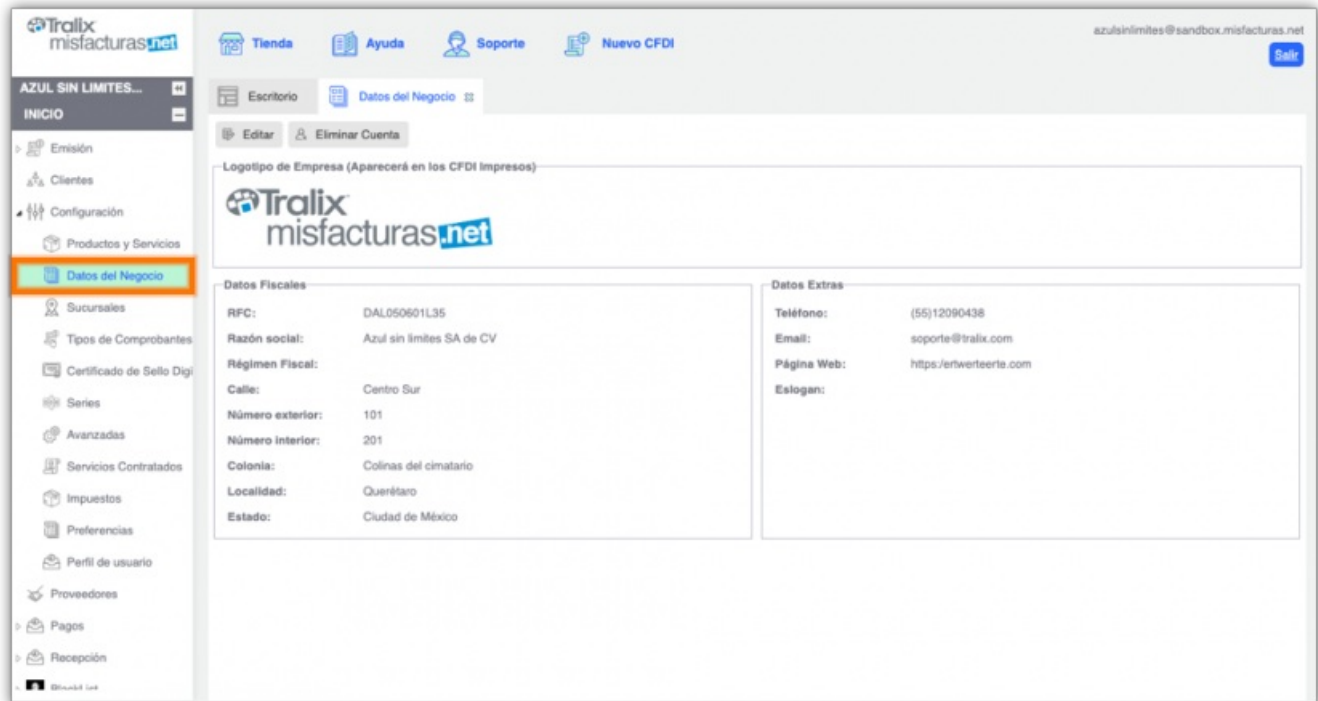 Tralix
misfacturas.net
Tienda
Ayuda
Soporte
Nuevo CFDI
azulsinlimites@sandbox.misfacturas.net
Salir
AZUL SIN LIMITES...
INICIO
Emisión
Clientes
Configuración
Productos y Servicios
Datos del Negocio
Sucursales
Tipos de Comprobantes
Certificado de Sello Digi
Series
Avanzadas
Servicios Contratados
Impuestos
Preferencias
Perfil de usuario
Proveedores
Pagos
Recepción
Escritorio
Datos del Negocio
Editar
Eliminar Cuenta
Logotipo de Empresa (Aparecerá en los CFDI Impresos)
Tralix
misfacturas.net
Datos Fiscales
RFC: DAL050601L35
Razón social: Azul sin limites SA de CV
Régimen Fiscal:
Calle: Centro Sur
Número exterior: 101
Número interior: 201
Colonia: Colinas del cimatario
Localidad: Querétaro
Estado: Ciudad de México
Datos Extras
Teléfono: (55)12090438
Email: soporte@tralix.com
Página Web: https:/ertwerteerte.com
Eslogan: